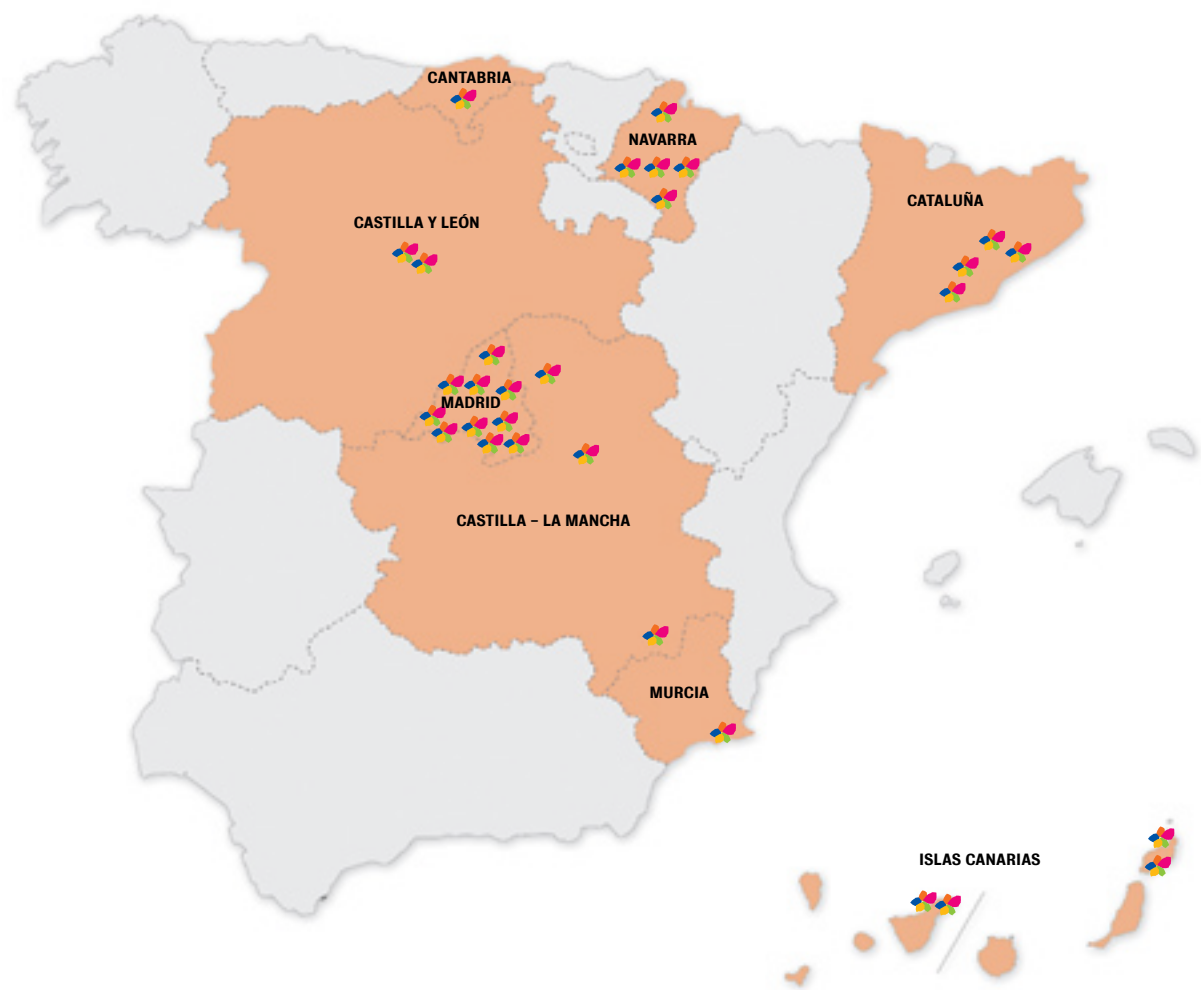 CANTABRIA
NAVARRA
CATALUÑA
CASTILLA Y LEÓN
MADRID
CASTILLA – LA MANCHA
MURCIA
ISLAS CANARIAS